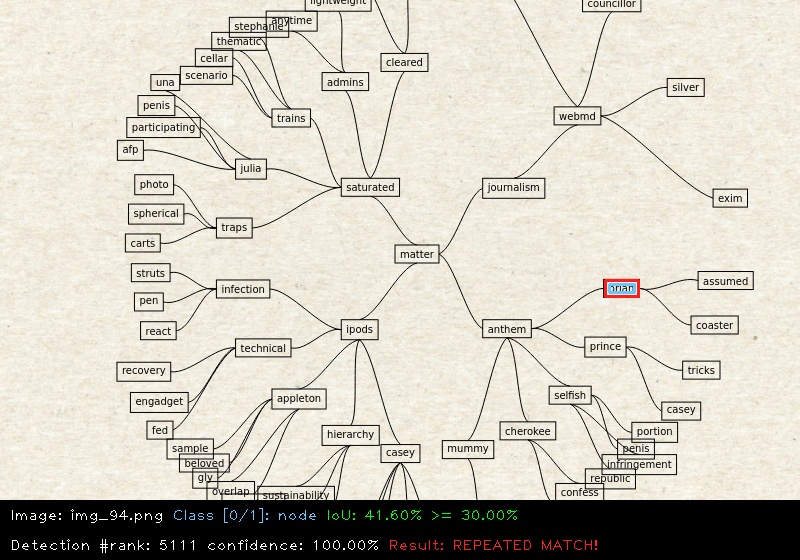 lightweight
councillor
anytime
stephanie
thematic
cleared
cellar
scenario
admins
silver
una
webmd
penis
trains
participating
afp
julia
saturated
journalism
photo
exim
spherical
traps
carts
matter
struts
infection
brian
assumed
pen
react
ipods
anthem
coaster
technical
prince
recovery
tricks
engadget
appleton
selfish
casey
fed
hierarchy
cherokee
portion
sample
casey
mummy
penis
beloved
infringement
gly
republic
overlap
sustainability
confess
Image: img_94.png Class [0/1]: node IoU: 41.60% >= 30.00%
Detection #rank: 5111 confidence: 100.00% Result: REPEATED MATCH!